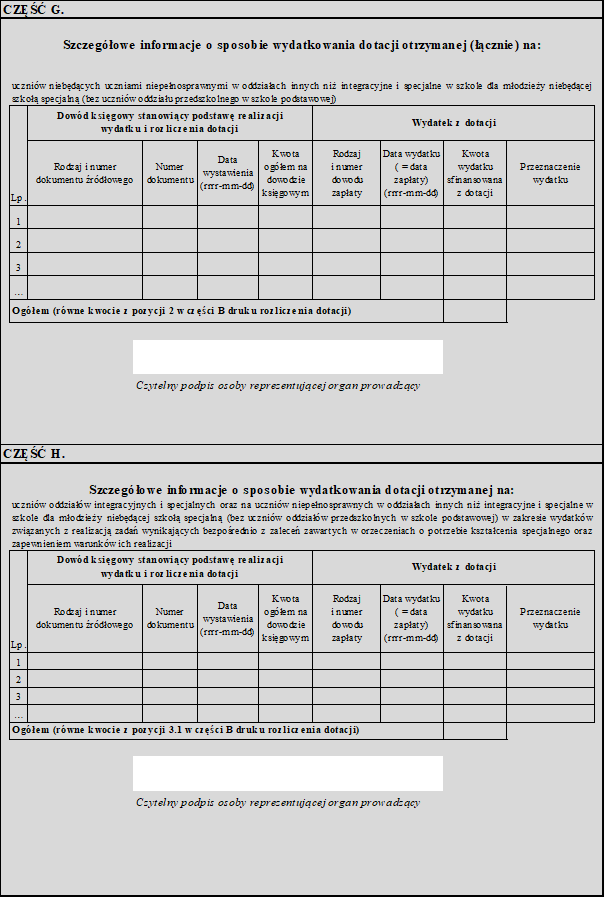 CZĘŚĆ G.
Szczegółowe informacje o sposobie wydatkowania dotacji otrzymanej (łącznie) na:
uczniów niebędących uczniami niepełnosprawnymi w oddziałach innych niż integracyjne i specjalne w szkole dla młodzieży niebędącej
szkołą specjalną (bez uczniów oddziału przedszkolnego w szkole podstawowej)
Dowód księgowy stanowiący podstawę realizacji
wydatku i rozliczenia dotacji
Wydatek z dotacji
Lp.
Rodzaj i numer
dokumentu źródłowego
Numer
dokumentu
Data
wystawienia
(rrrr-mm-dd)
Kwota
ogółem na
dowodzie
księgowym
Rodzaj
i numer
dowodu
zapłaty
Data wydatku
( = data
zapłaty)
(rrrr-mm-dd)
Kwota
wydatku
sfinansowana
z dotacji
Przeznaczenie
wydatku
1
2
3
...
Ogółem (równe kwocie z pozycji 2 w części B druku rozliczenia dotacji)
Czytelny podpis osoby reprezentującej organ prowadzący
CZĘŚĆ H.
Szczegółowe informacje o sposobie wydatkowania dotacji otrzymanej na:
uczniów oddziałów integracyjnych i specjalnych oraz na uczniów niepełnosprawnych w oddziałach innych niż integracyjne i specjalne w
szkole dla młodzieży niebędącej szkołą specjalną (bez uczniów oddziałów przedszkolnych w szkole podstawowej) w zakresie wydatków
związanych z realizacją zadań wynikających bezpośrednio z zaleceń zawartych w orzeczeniach o potrzebie kształcenia specjalnego oraz
zapewnieniem warunków ich realizacji
Dowód księgowy stanowiący podstawę realizacji
wydatku i rozliczenia dotacji
Wydatek z dotacji
Lp.
Rodzaj i numer
dokumentu źródłowego
Numer
dokumentu
Data
wystawienia
(rrrr-mm-dd)
Kwota
ogółem na
dowodzie
księgowym
Rodzaj
i numer
dowodu
zapłaty
Data wydatku
( = data
zapłaty)
(rrrr-mm-dd)
Kwota
wydatku
sfinansowana
z dotacji
Przeznaczenie
wydatku
1
2
3
...
Ogółem (równe kwocie z pozycji 3.1 w części B druku rozliczenia dotacji)
Czytelny podpis osoby reprezentującej organ prowadzący